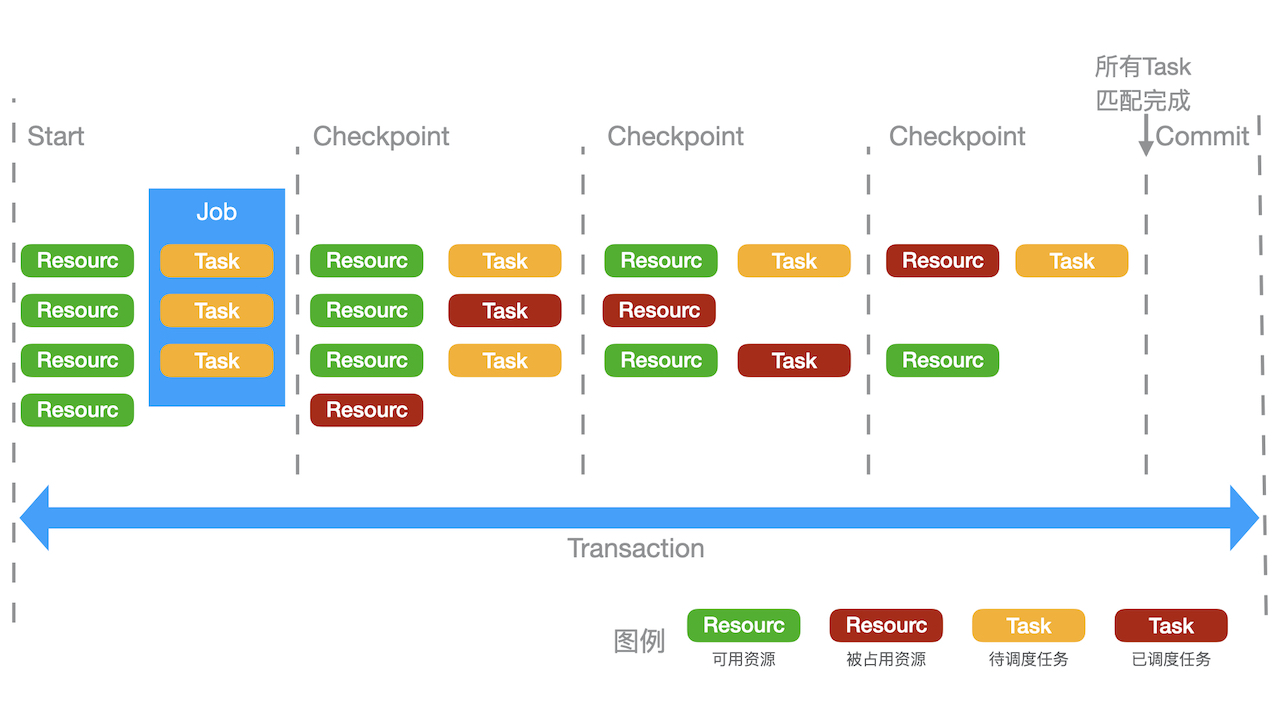 所有Task
匹配完成
Start
Checkpoint
Checkpoint
Checkpoint
Commit
Job
Resourc
Task
Resourc
Task
Resourc
Task
Resourc
Task
Resourc
Task
Resourc
Task
Resourc
Resourc
Task
Resourc
Task
Resourc
Task
Resourc
Task
Resourc
Resourc
Resourc
Transaction
图例
Resourc
Resourc
Task
Task
可用资源
被占用资源
待调度任务
已调度任务